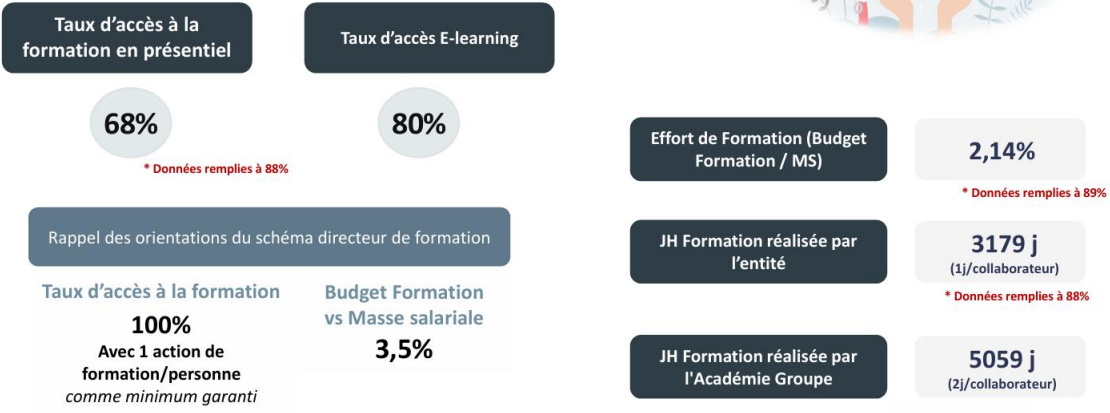 Taux d'accès à la
formation en présentiel
Taux d'accès E-learning
68%
80%
* Données remplies à 88%
Rappel des orientations du schéma directeur de formation
Taux d'accès à la formation
100%
Avec 1 action de
formation/personne
comme minimum garanti
Budget Formation
vs Masse salariale
3,5%
Effort de Formation (Budget
Formation / MS)
2,14%
* Données remplies à 89%
JH Formation réalisée par
l'entité
3179 j
(1j/collaborateur)
* Données remplies à 88%
JH Formation réalisée par
l'Académie Groupe
5059 j
(2j/collaborateur)